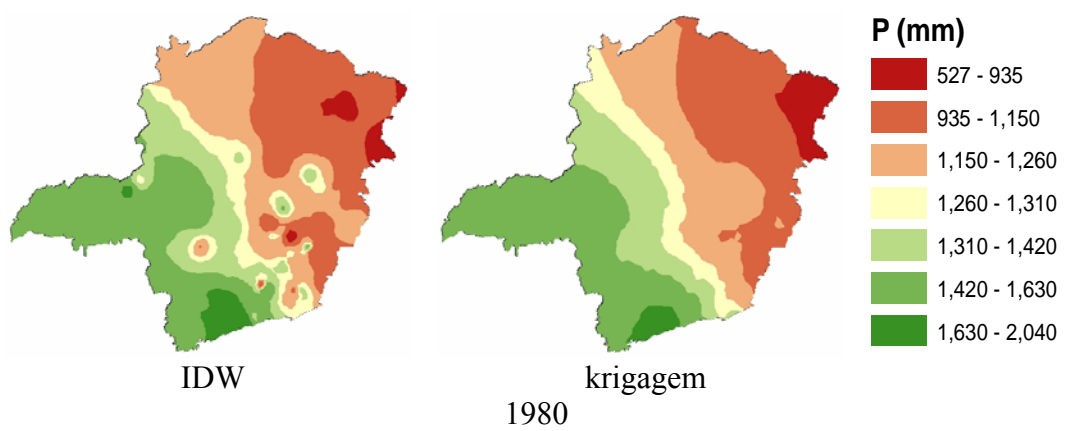 P (mm)
527 - 935
935 - 1,150
1,150 - 1,260
1,260 - 1,310
1,310 - 1,420
1,420 - 1,630
1,630 - 2,040
IDW
krigagem
1980